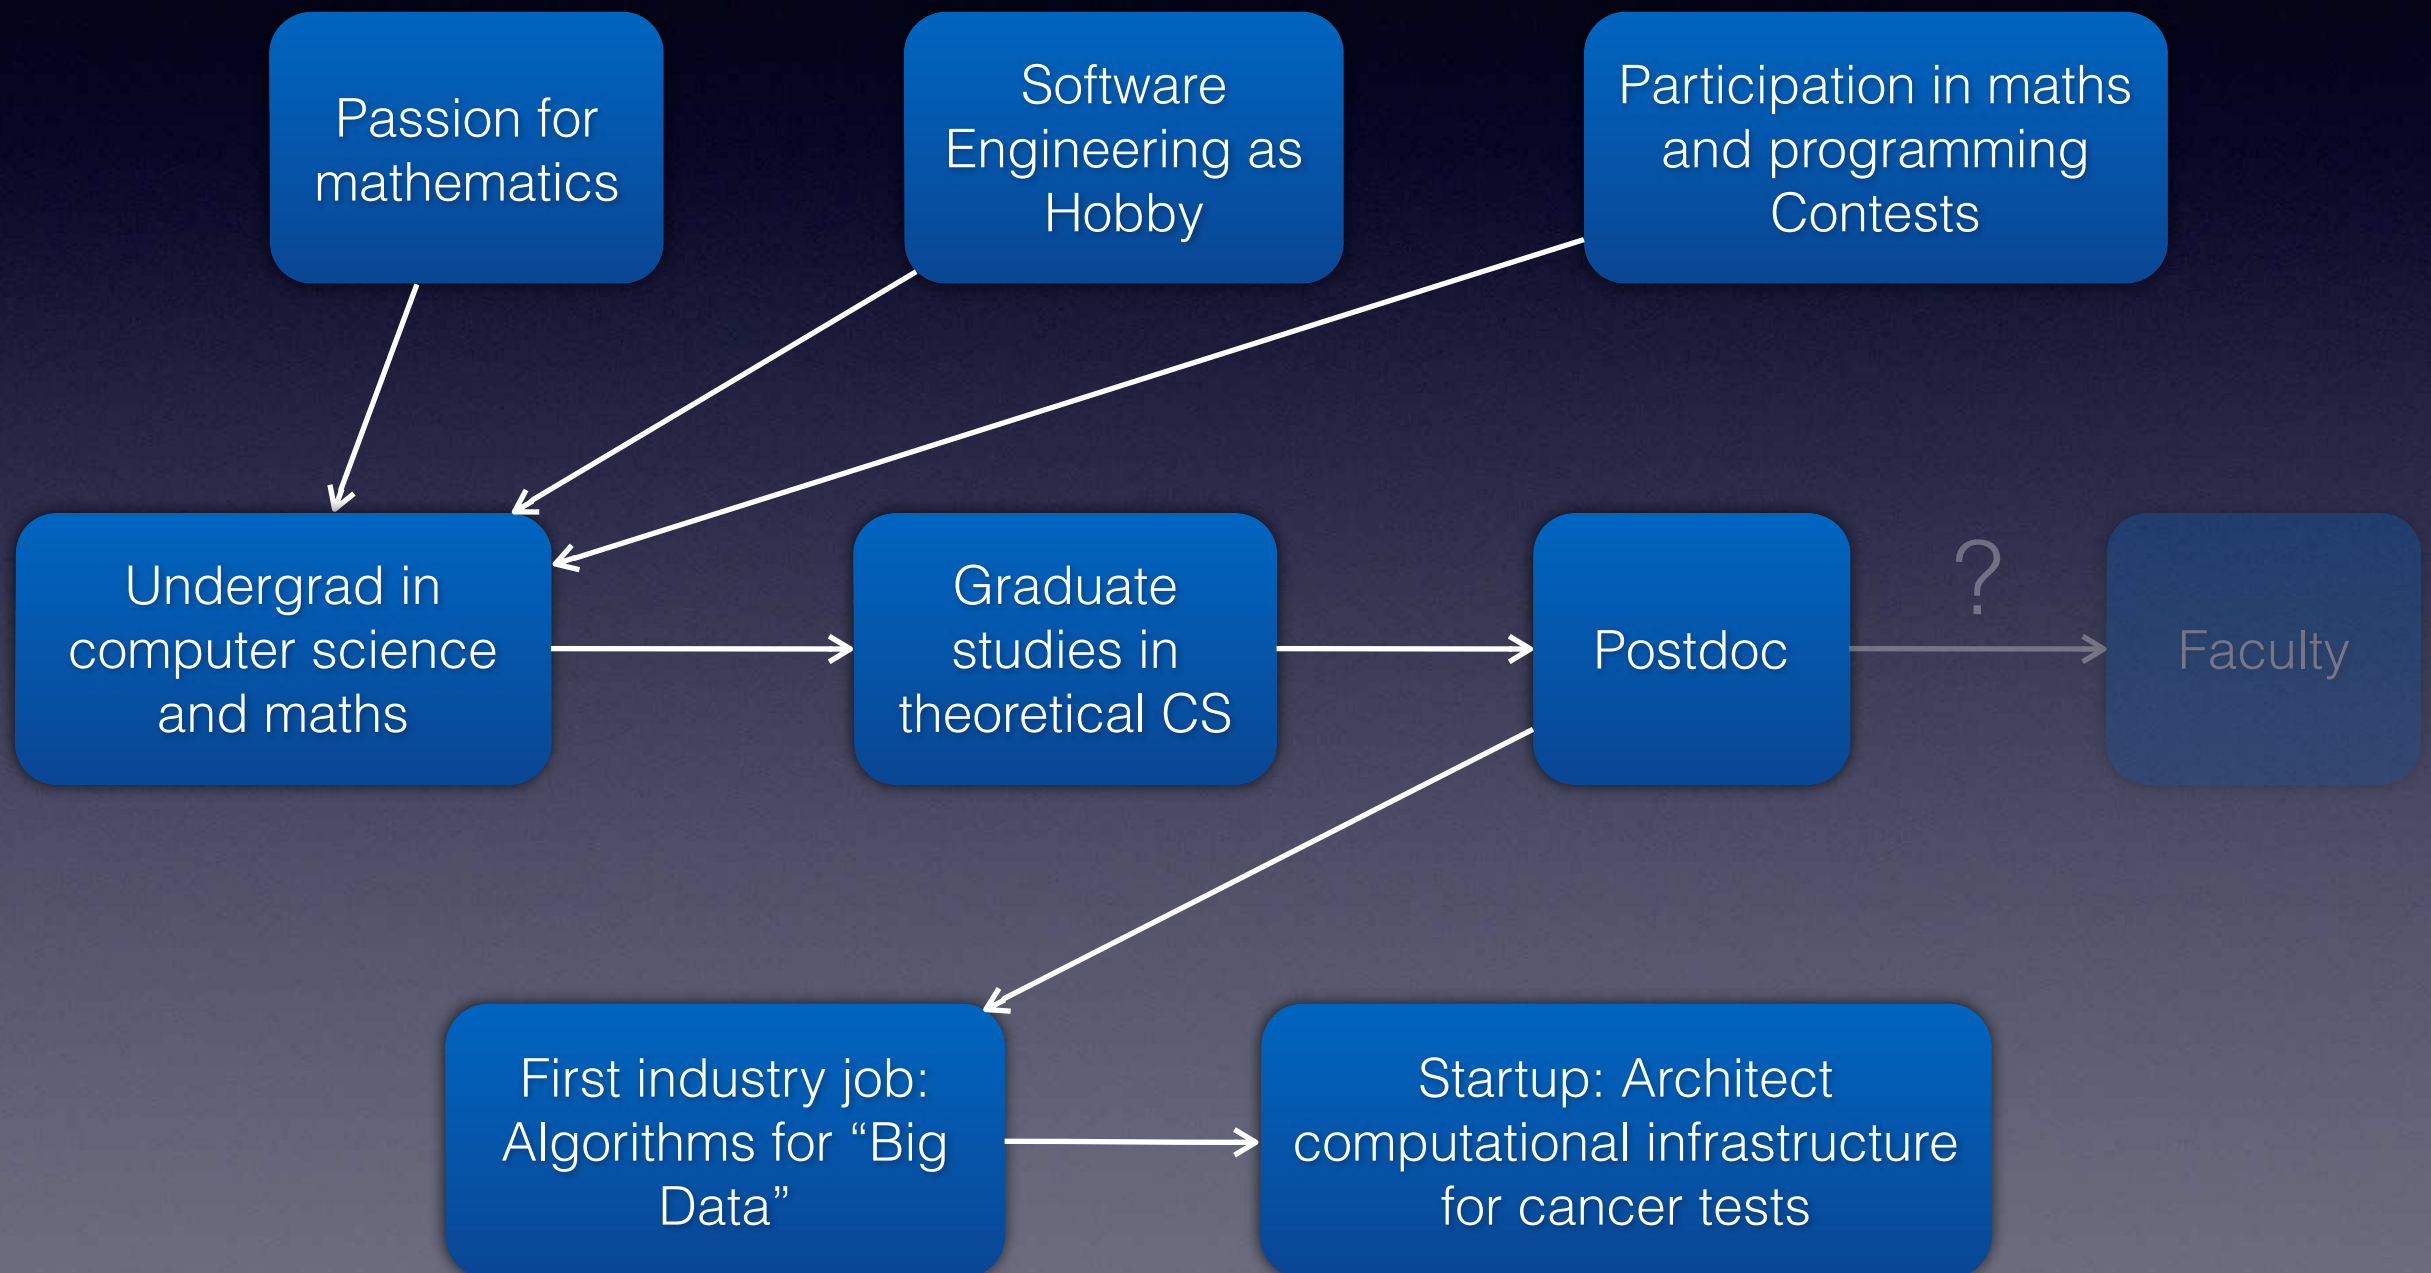 Passion for
mathematics
Software
Engineering as
Hobby
Participation in maths
and programming
Contests
Undergrad in
computer science
and maths
Graduate
studies in
theoretical CS
Postdoc
?
Faculty
First industry job:
Algorithms for “Big
Data”
Startup: Architect
computational infrastructure
for cancer tests